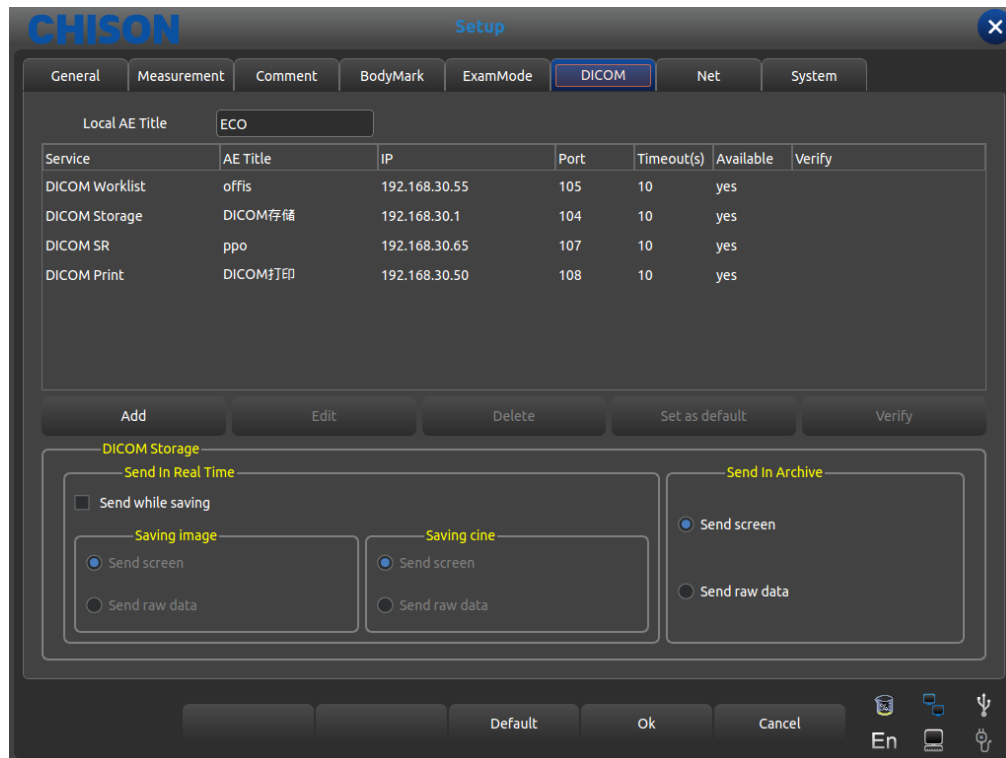 CHISON Setup
General Measurement Comment BodyMark ExamMode DICOM Net System
Local AE Title ECO
Service AE Title IP Port Timeout(s) Available Verify
DICOM Worklist offis 192.168.30.55 105 10 yes
DICOM Storage DICOM存储 192.168.30.1 104 10 yes
DICOM SR ppo 192.168.30.65 107 10 yes
DICOM Print DICOM打印 192.168.30.50 108 10 yes
Add Edit Delete Set as default Verify
DICOM Storage
Send In Real Time Send In Archive
Send while saving
Send screen
Saving image Saving cine
Send screen Send screen
Send raw data
Send raw data Send raw data
Default Ok Cancel
En